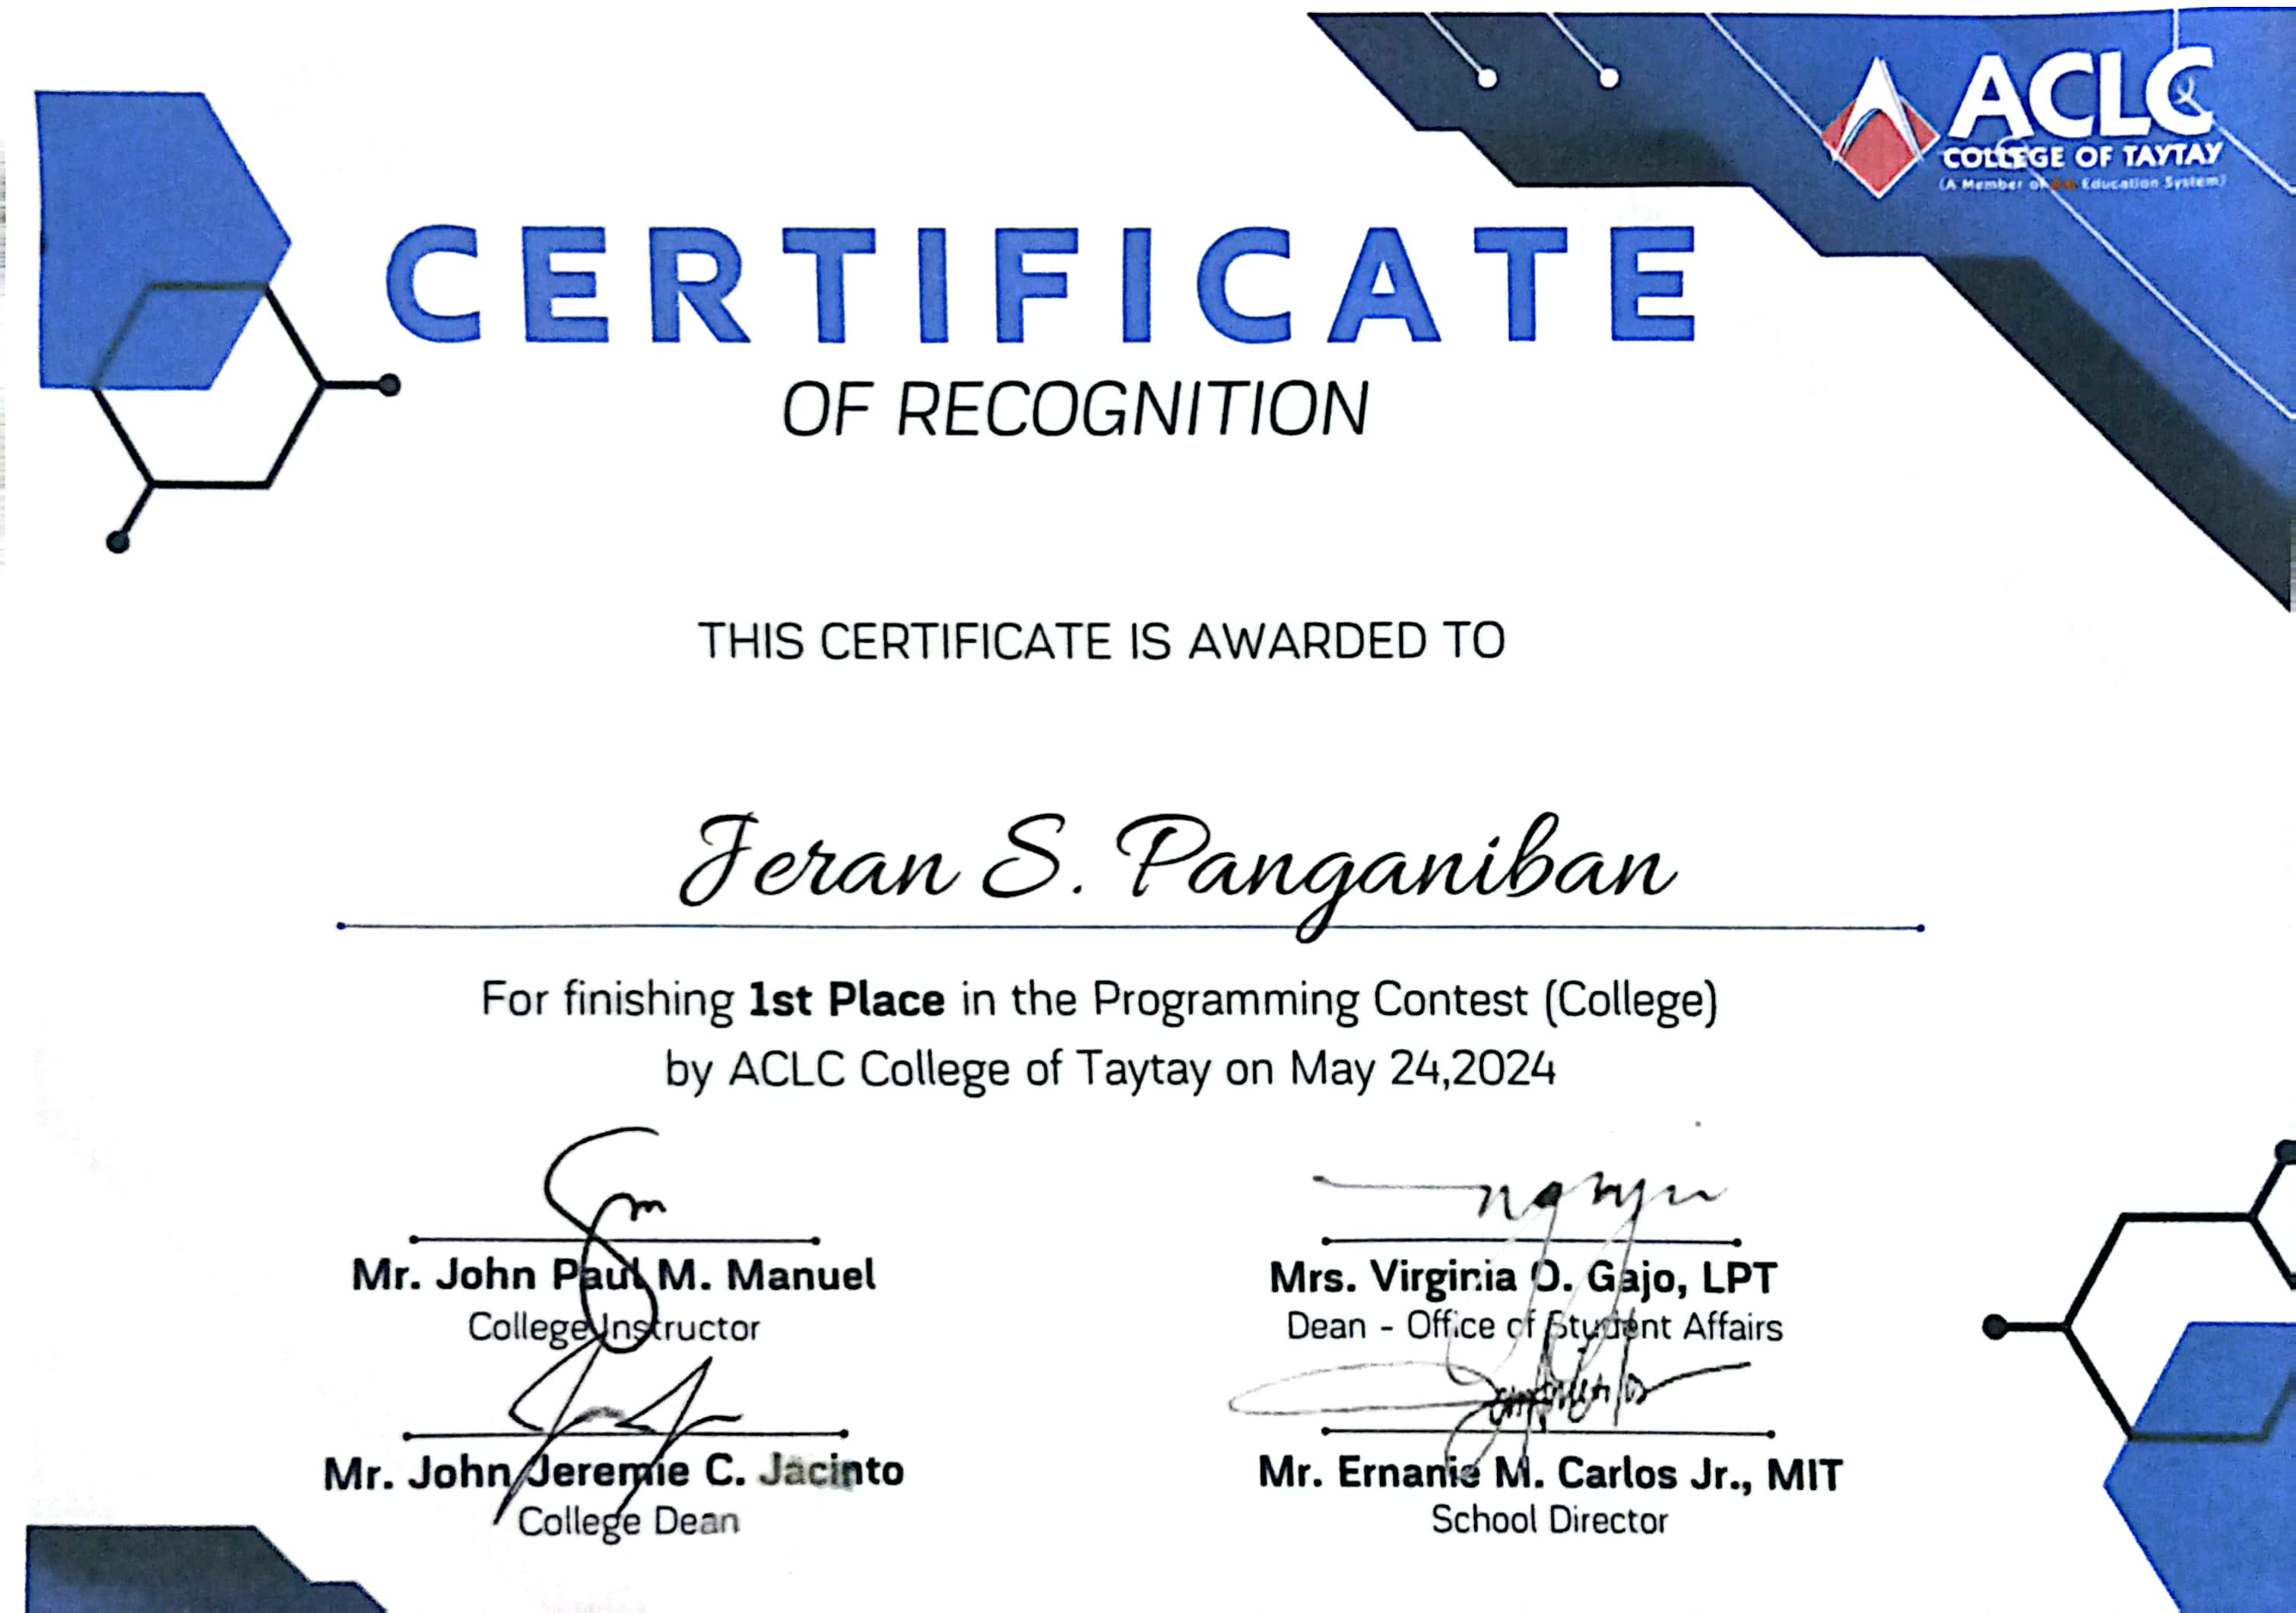 ACLC
COLLEGE OF TAYTAY
(A Member of Education System)
CERTIFICATE
OF RECOGNITION
THIS CERTIFICATE IS AWARDED TO
Jeran S. Panganiban
For finishing 1st Place in the Programming Contest (College)
by ACLC College of Taytay on May 24,2024
Mr. John Paul M. Manuel
College Instructor
Mrs. Virginia O. Gajo, LPT
Dean - Office of Student Affairs
Mr. John Jeremie C. Jacinto
College Dean
Mr. Ernanie M. Carlos Jr., MIT
School Director